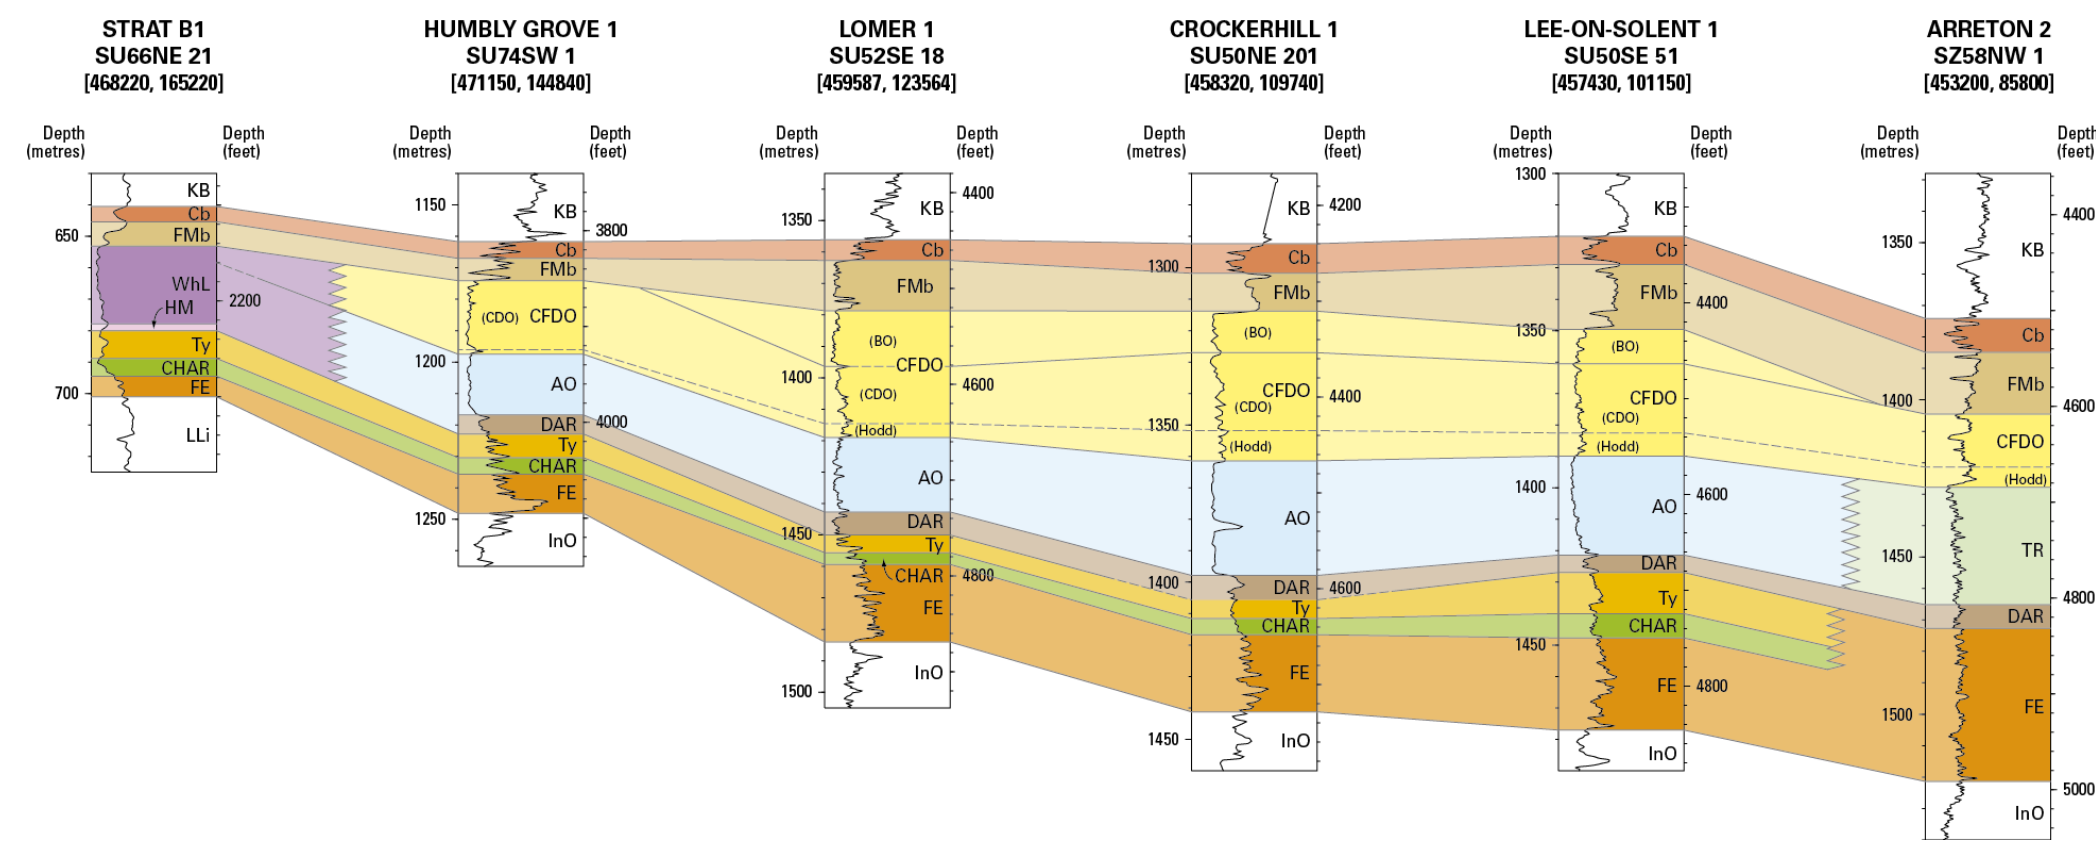 STRAT B1
SU66NE 21
[468220, 165220]
Depth
(metres)
Depth
(feet)
KB
Cb
650
FMb
WhL
2200
HM
Ty
CHAR
FE
700
LLi
HUMBLY GROVE 1
SU74SW 1
[471150, 144840]
Depth
(metres)
Depth
(feet)
1150
KB
3800
Cb
FMb
(CDO) CFDO
1200
AO
DAR
4000
Ty
CHAR
FE
1250
InO
LOMER 1
SU52SE 18
[459587, 123564]
Depth
(metres)
Depth
(feet)
4400
KB
1350
Cb
FMb
(BO)
CFDO
1400
4600
(CDO)
(Hodd)
AO
DAR
1450
Ty
CHAR
4800
FE
InO
1500
CROCKERHILL 1
SU50NE 201
[458320, 109740]
Depth
(metres)
Depth
(feet)
KB
4200
Cb
1300
FMb
(BO)
CFDO
4400
(CDO)
1350
(Hodd)
AO
1400
DAR
4600
Ty
CHAR
FE
1450
InO
LEE-ON-SOLENT 1
SU50SE 51
[457430, 101150]
Depth
(metres)
Depth
(feet)
1300
KB
Cb
FMb
4400
1350
(BO)
CFDO
(CDO)
(Hodd)
1400
4600
AO
DAR
Ty
CHAR
1450
FE
4800
InO
ARRETON 2
SZ58NW 1
[453200, 85800]
Depth
(metres)
Depth
(feet)
4400
1350
KB
Cb
FMb
1400
4600
CFDO
(Hodd)
1450
TR
4800
DAR
FE
1500
5000
InO